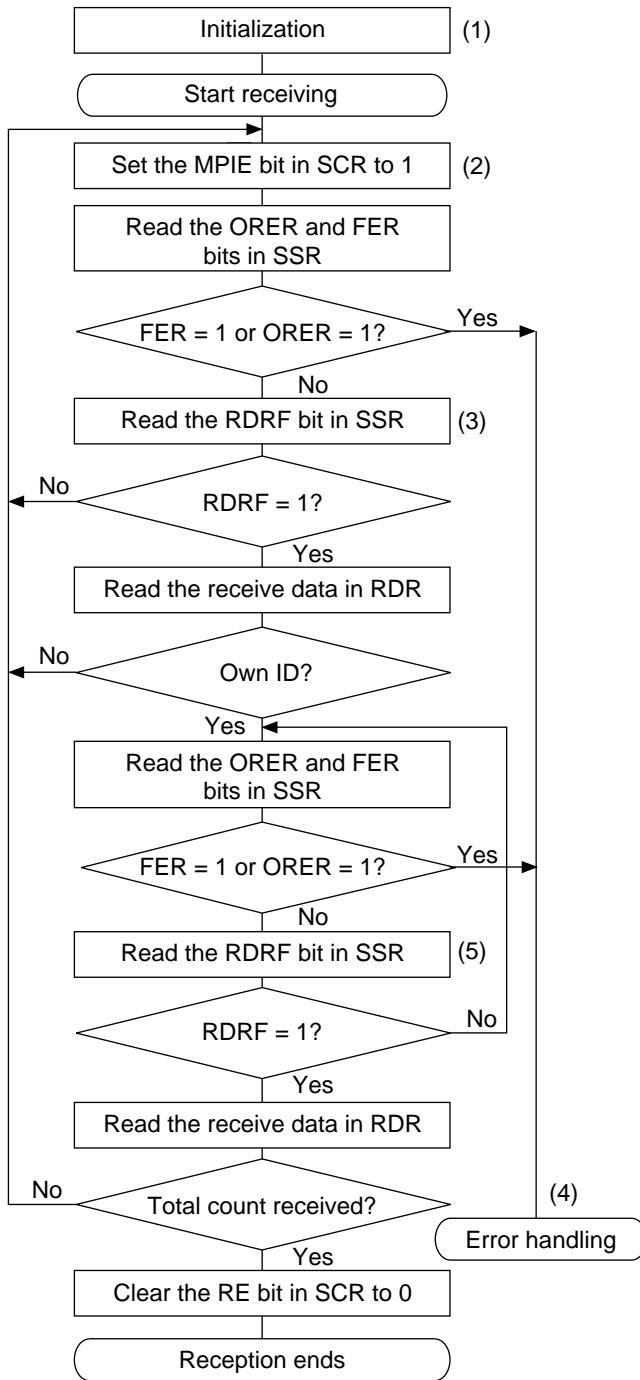 Initialization
(1)
Start receiving
Set the MPIE bit in SCR to 1
(2)
Read the ORER and FER
bits in SSR
FER = 1 or ORER = 1?
Yes
No
Read the RDRF bit in SSR
(3)
No
RDRF = 1?
Yes
Read the receive data in RDR
No
Own ID?
Yes
Read the ORER and FER
bits in SSR
FER = 1 or ORER = 1?
Yes
No
Read the RDRF bit in SSR
(5)
RDRF = 1?
No
Yes
Read the receive data in RDR
No
Total count received?
(4)
Error handling
Yes
Clear the RE bit in SCR to 0
Reception ends